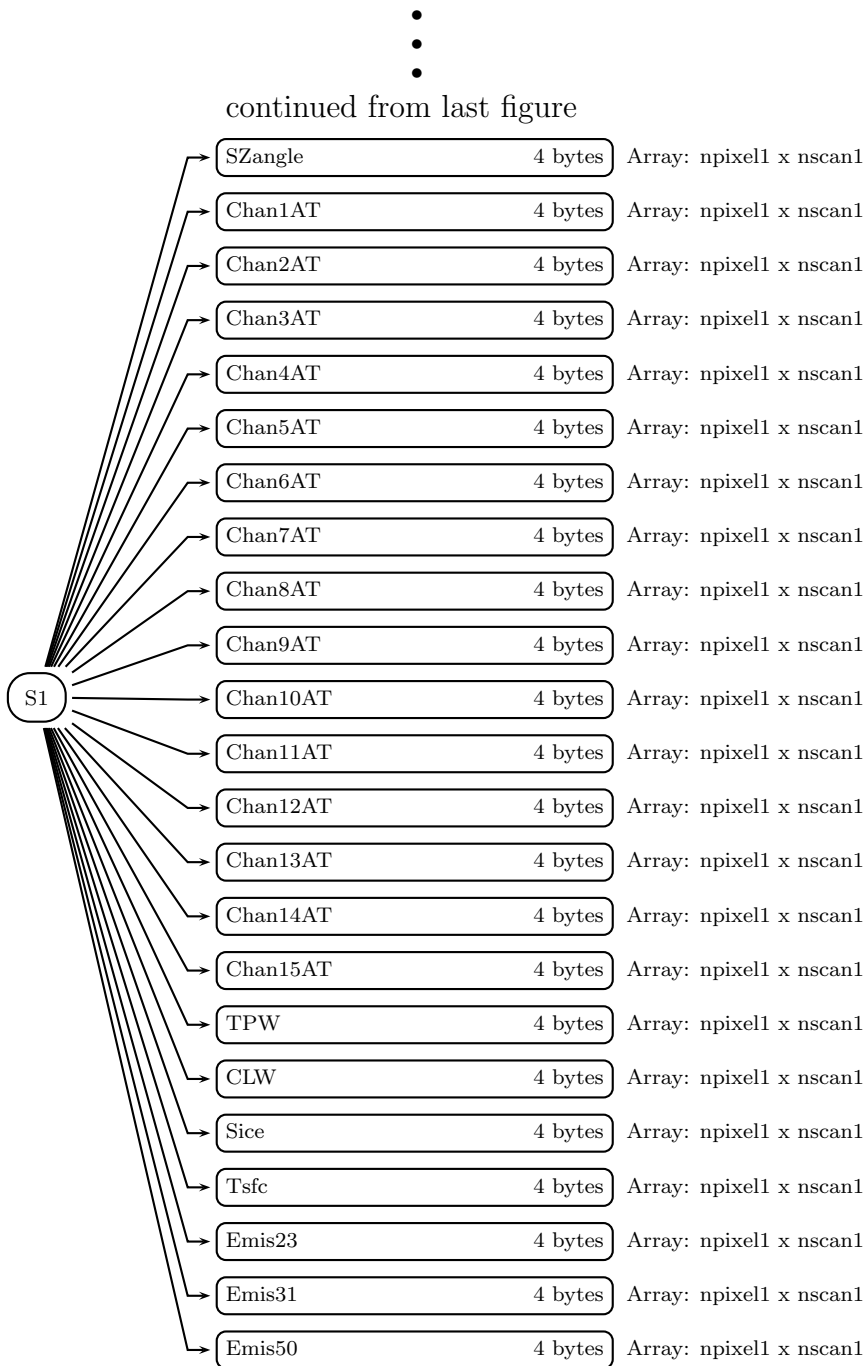 continued from last figure
SZangle 4 bytes Array: npixel1 x nscan1
Chan1AT 4 bytes Array: npixel1 x nscan1
Chan2AT 4 bytes Array: npixel1 x nscan1
Chan3AT 4 bytes Array: npixel1 x nscan1
Chan4AT 4 bytes Array: npixel1 x nscan1
Chan5AT 4 bytes Array: npixel1 x nscan1
Chan6AT 4 bytes Array: npixel1 x nscan1
Chan7AT 4 bytes Array: npixel1 x nscan1
Chan8AT 4 bytes Array: npixel1 x nscan1
Chan9AT 4 bytes Array: npixel1 x nscan1
S1 Chan10AT 4 bytes Array: npixel1 x nscan1
Chan11AT 4 bytes Array: npixel1 x nscan1
Chan12AT 4 bytes Array: npixel1 x nscan1
Chan13AT 4 bytes Array: npixel1 x nscan1
Chan14AT 4 bytes Array: npixel1 x nscan1
Chan15AT 4 bytes Array: npixel1 x nscan1
TPW 4 bytes Array: npixel1 x nscan1
CLW 4 bytes Array: npixel1 x nscan1
Sice 4 bytes Array: npixel1 x nscan1
Tsfc 4 bytes Array: npixel1 x nscan1
Emis23 4 bytes Array: npixel1 x nscan1
Emis31 4 bytes Array: npixel1 x nscan1
Emis50 4 bytes Array: npixel1 x nscan1